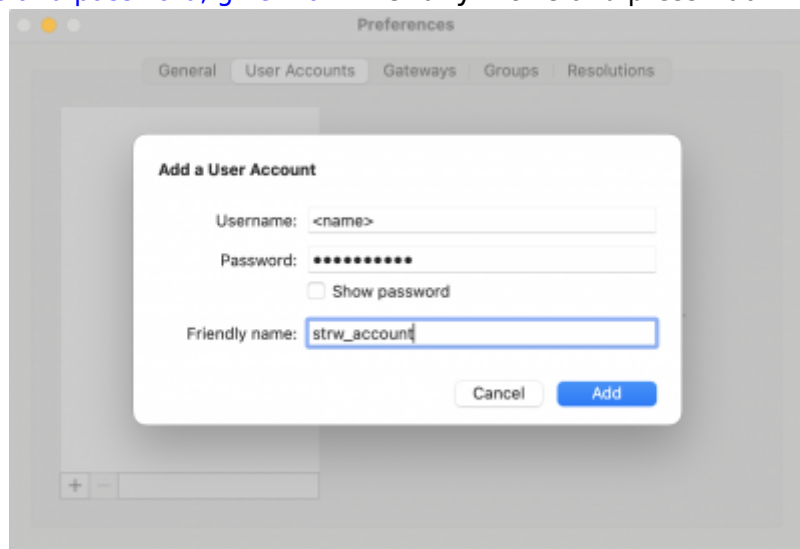 Preferences
General User Accounts Gateways Groups Resolutions
Add a User Account
Username: <name>
Password: ••••••••••
Show password
Friendly name: strw_account
Cancel Add
+ −